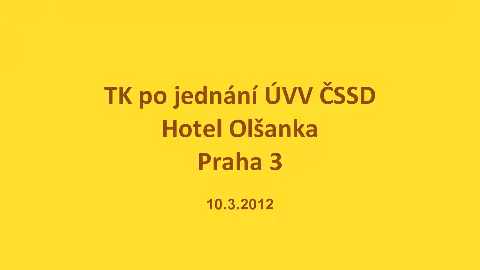 TK po jednání ÚVV ČSSD
Hotel Olšanka
Praha 3
10.3.2012